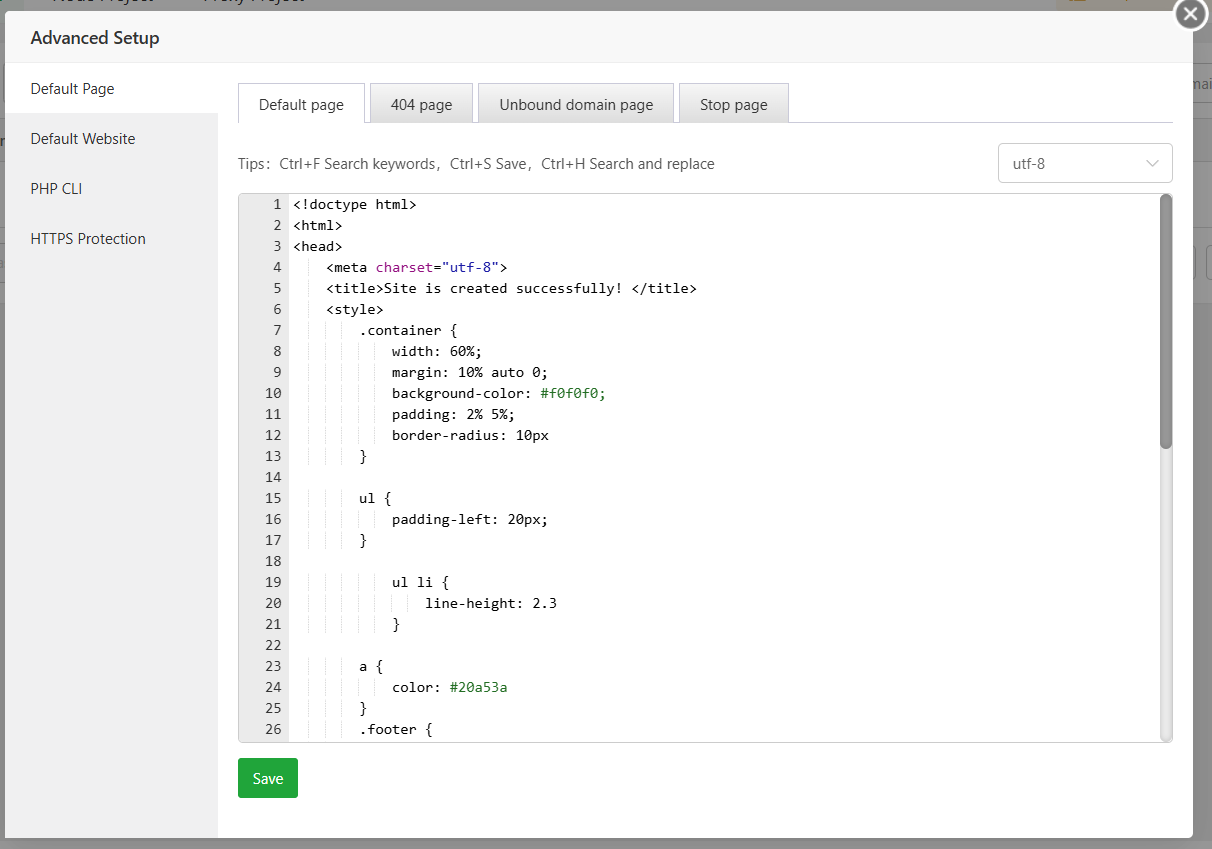 Advanced Setup
Default Page
Default Website
PHP CLI
HTTPS Protection
Default page
404 page
Unbound domain page
Stop page
Tips：Ctrl+F Search keywords，Ctrl+S Save，Ctrl+H Search and replace
utf-8
1 <!doctype html>
2 <html>
3 <head>
4     <meta charset="utf-8">
5     <title>Site is created successfully! </title>
6     <style>
7         .container {
8             width: 60%;
9             margin: 10% auto 0;
10             background-color: #f0f0f0;
11             padding: 2% 5%;
12             border-radius: 10px
13         }
14
15         ul {
16             padding-left: 20px;
17         }
18
19             ul li {
20                 line-height: 2.3
21             }
22
23         a {
24             color: #20a53a
25         }
26         .footer {
Save